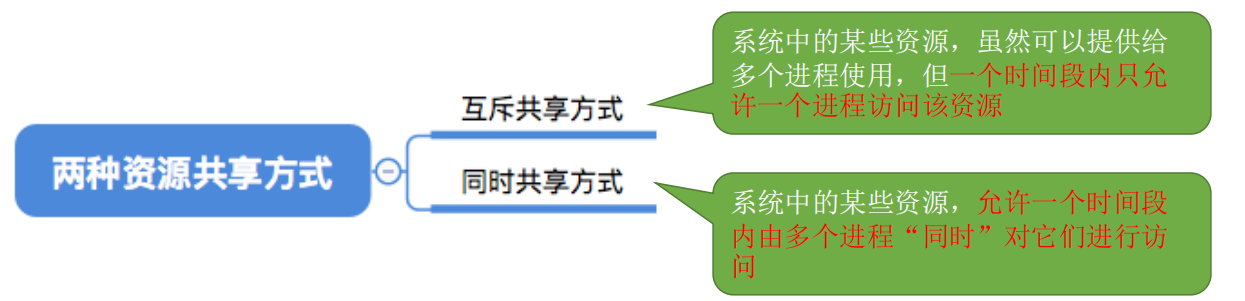 两种资源共享方式
互斥共享方式
系统中的某些资源，虽然可以提供给
多个进程使用，但一个时间段内只允
许一个进程访问该资源
同时共享方式
系统中的某些资源，允许一个时间段
内由多个进程“同时”对它们进行访
问